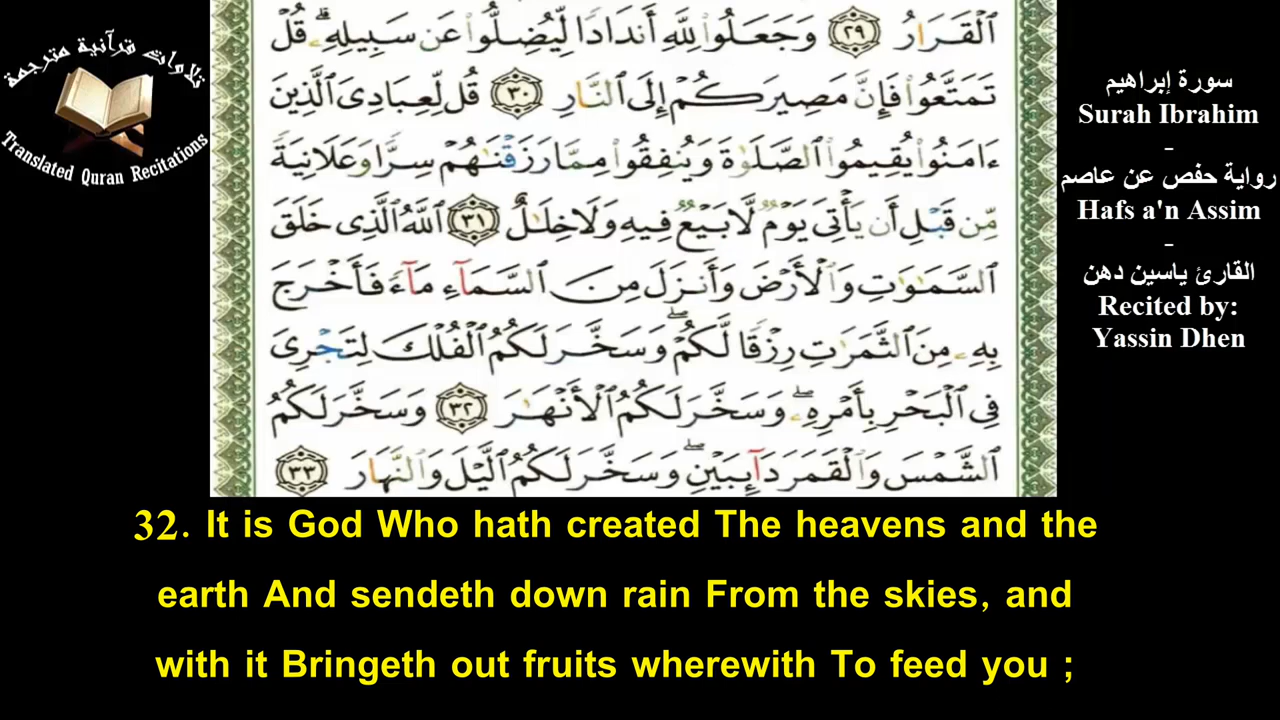 تلاوات قرآنية مترجمة
Translated Quran Recitations
ٱلْقَرَارُ ٢٩ وَجَعَلُوا۟ لِلَّهِ أَندَادًا لِّيُضِلُّوا۟ عَن سَبِيلِهِۦۗ قُلْ
تَمَتَّعُوا۟ فَإِنَّ مَصِيرَكُمْ إِلَى ٱلنَّارِ ٣٠ قُل لِّعِبَادِىَ ٱلَّذِينَ
ءَامَنُوا۟ يُقِيمُوا۟ ٱلصَّلَوٰةَ وَيُنفِقُوا۟ مِمَّا رَزَقْنَٰهُمْ سِرًّا وَعَلَانِيَةً
مِّن قَبْلِ أَن يَأْتِىَ يَوْمٌ لَّا بَيْعٌ فِيهِ وَلَا خِلَٰلٌ ٣١ ٱللَّهُ ٱلَّذِى خَلَقَ
ٱلسَّمَٰوَٰتِ وَٱلْأَرْضَ وَأَنزَلَ مِنَ ٱلسَّمَآءِ مَآءً فَأَخْرَجَ
بِهِۦ مِنَ ٱلثَّمَرَٰتِ رِزْقًا لَّكُمْۖ وَسَخَّرَ لَكُمُ ٱلْفُلْكَ لِتَجْرِىَ
فِى ٱلْبَحْرِ بِأَمْرِهِۦۖ وَسَخَّرَ لَكُمُ ٱلْأَنْهَٰرَ ٣٢ وَسَخَّرَ لَكُمُ
ٱلشَّمْسَ وَٱلْقَمَرَ دَآئِبَيْنِۖ وَسَخَّرَ لَكُمُ ٱلَّيْلَ وَٱلنَّهَارَ ٣٣
سورة إبراهيم
Surah Ibrahim
-
رواية حفص عن عاصم
Hafs a'n Assim
-
القارئ ياسين دهن
Recited by:
Yassin Dhen
32. It is God Who hath created The heavens and the
earth And sendeth down rain From the skies, and
with it Bringeth out fruits wherewith To feed you ;